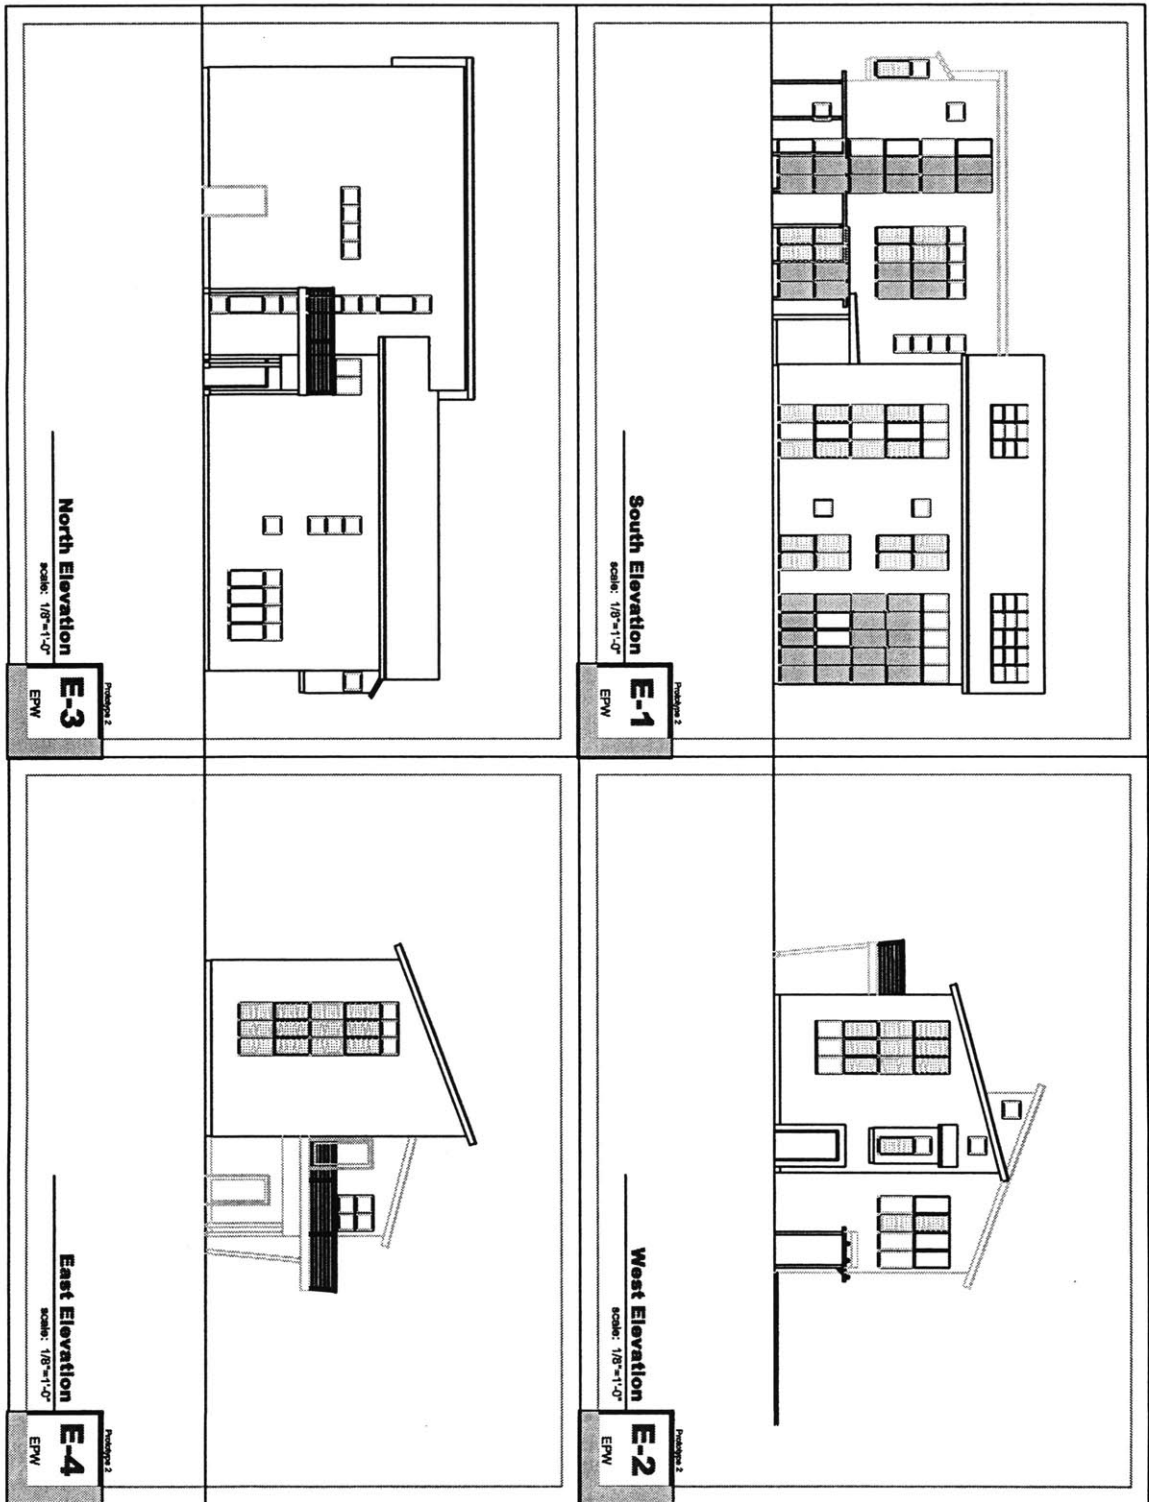 South Elevation
scale: 1/8"=1'-0"
Prototype 2
E-1
EPW
West Elevation
scale: 1/8"=1'-0"
Prototype 2
E-2
EPW
North Elevation
scale: 1/8"=1'-0"
Prototype 2
E-3
EPW
East Elevation
scale: 1/8"=1'-0"
Prototype 2
E-4
EPW